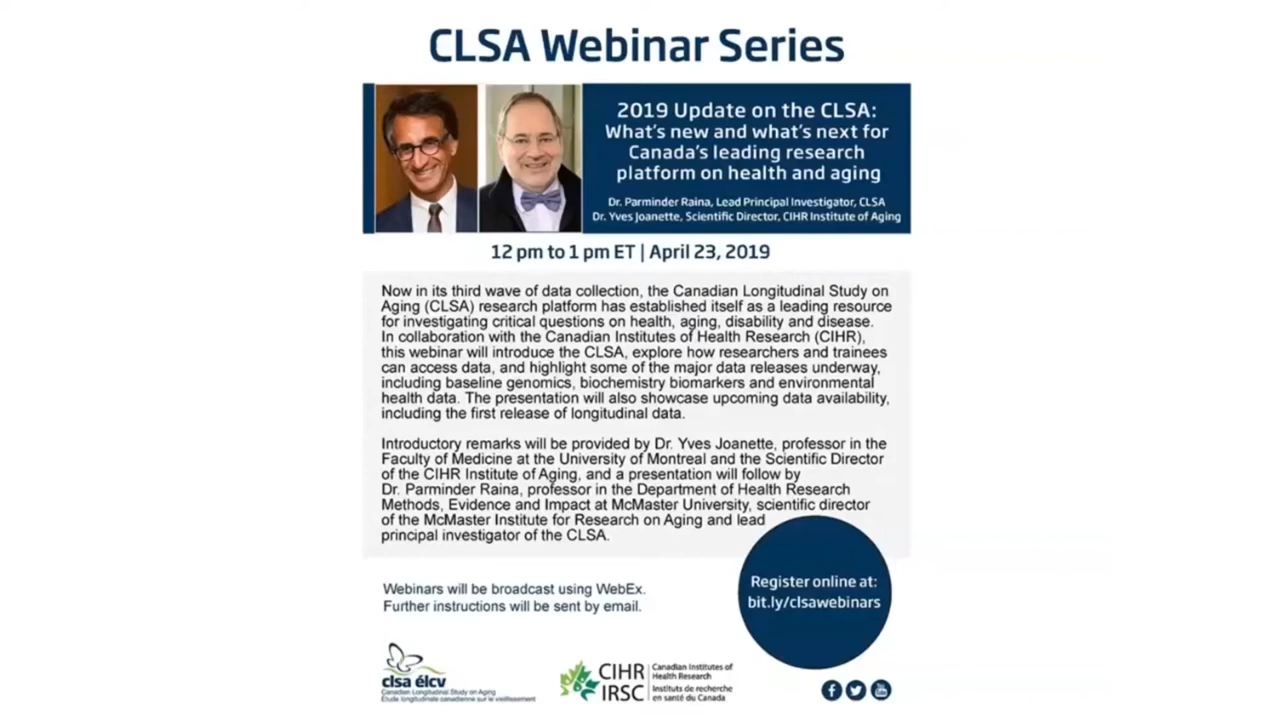 CLSA Webinar Series
2019 Update on the CLSA:
What's new and what's next for
Canada's leading research
platform on health and aging
Dr. Parminder Raina, Lead Principal Investigator, CLSA
Dr. Yves Joanette, Scientific Director, CIHR Institute of Aging
12 pm to 1 pm ET | April 23, 2019
Now in its third wave of data collection, the Canadian Longitudinal Study on
Aging (CLSA) research platform has established itself as a leading resource
for investigating critical questions on health, aging, disability and disease.
In collaboration with the Canadian Institutes of Health Research (CIHR),
this webinar will introduce the CLSA, explore how researchers and trainees
can access data, and highlight some of the major data releases underway,
including baseline genomics, biochemistry biomarkers and environmental
health data. The presentation will also showcase upcoming data availability,
including the first release of longitudinal data.
Introductory remarks will be provided by Dr. Yves Joanette, professor in the
Faculty of Medicine at the University of Montreal and the Scientific Director
of the CIHR Institute of Aging, and a presentation will follow by
Dr. Parminder Raina, professor in the Department of Health Research
Methods, Evidence and Impact at McMaster University, scientific director
of the McMaster Institute for Research on Aging and lead
principal investigator of the CLSA.
Webinars will be broadcast using WebEx.
Further instructions will be sent by email.
Register online at:
bit.ly/clsawebinars
clsa élcv
Canadian Longitudinal Study on Aging
Étude longitudinale canadienne sur le vieillissement
CIHR
IRSC
Canadian Institutes of
Health Research
Instituts de recherche
en santé du Canada